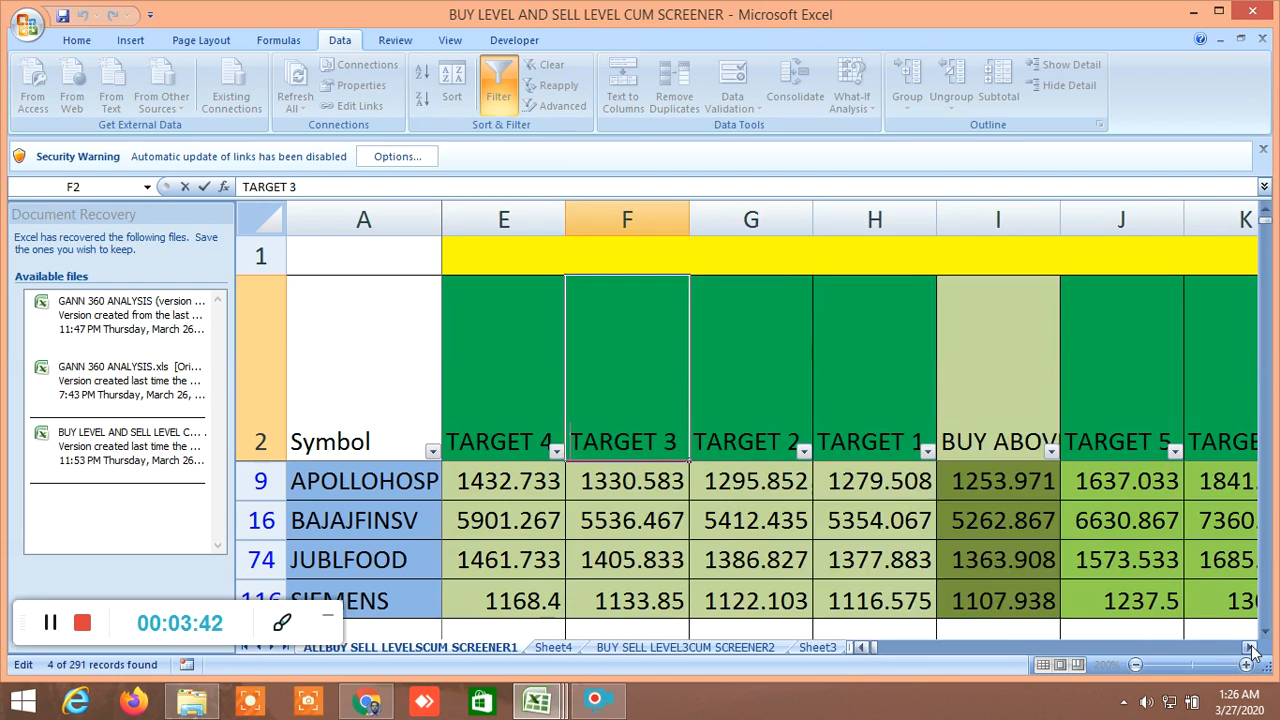 BUY LEVEL AND SELL LEVEL CUM SCREENER - Microsoft Excel
Home Insert Page Layout Formulas Data Review View Developer
From Access From Web From Text From Other Sources Existing Connections
Get External Data
Refresh All Connections Properties Edit Links
Connections
Sort Filter Clear Reapply Advanced
Sort & Filter
Text to Columns Remove Duplicates Data Validation Consolidate What-If Analysis
Data Tools
Group Ungroup Subtotal Show Detail Hide Detail
Outline
Security Warning Automatic update of links has been disabled Options...
F2 TARGET 3
Document Recovery
Excel has recovered the following files. Save
the ones you wish to keep.
Available files
GANN 360 ANALYSIS (version ...
Version created from the last ...
11:47 PM Thursday, March 26...
GANN 360 ANALYSIS.xls [Ori...
Version created last time the ...
7:43 PM Thursday, March 26, ...
BUY LEVEL AND SELL LEVEL C...
Version created last time the ...
11:53 PM Thursday, March 26...
A E F G H I J K
1
2 Symbol TARGET 4 TARGET 3 TARGET 2 TARGET 1 BUY ABOV TARGET 5 TARGE
9 APOLLOHOSP 1432.733 1330.583 1295.852 1279.508 1253.971 1637.033 1841.
16 BAJAJFINSV 5901.267 5536.467 5412.435 5354.067 5262.867 6630.867 7360.
74 JUBLFOOD 1461.733 1405.833 1386.827 1377.883 1363.908 1573.533 1685.
116 SIEMENS 1168.4 1133.85 1122.103 1116.575 1107.938 1237.5
00:03:42
ALLBUY SELL LEVELSCUM SCREENER1 Sheet4 BUY SELL LEVEL3CUM SCREENER2 Sheet3
Edit 4 of 291 records found 200%
1:26 AM
3/27/2020